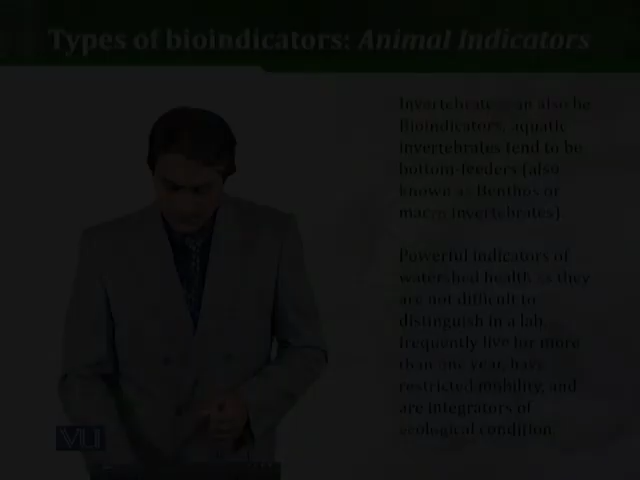 Types of bioindicators: Animal Indicators
Invartebrates can also be
Bioindicators, aquatic
invertebrates tend to be
bottom-feeders (also
known as Benthos or
macro invertebrates).
Powerful indicators of
watershed health as they
are not difficult to
distinguish in a lab,
frequently live for more
than one year, have
restricted mobility, and
are integrators of
ecological condition.
VU